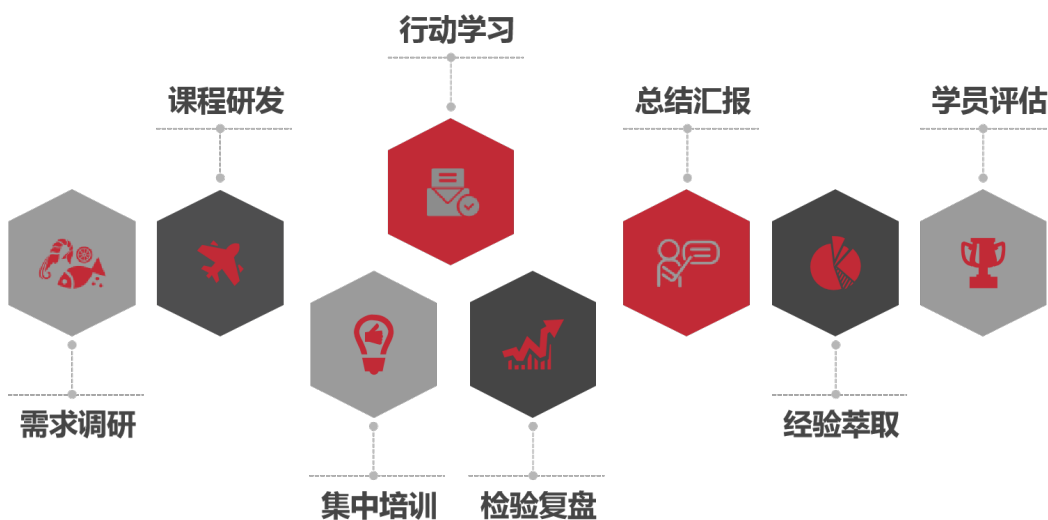 需求调研
课程研发
集中培训
行动学习
检验复盘
总结汇报
经验萃取
学员评估